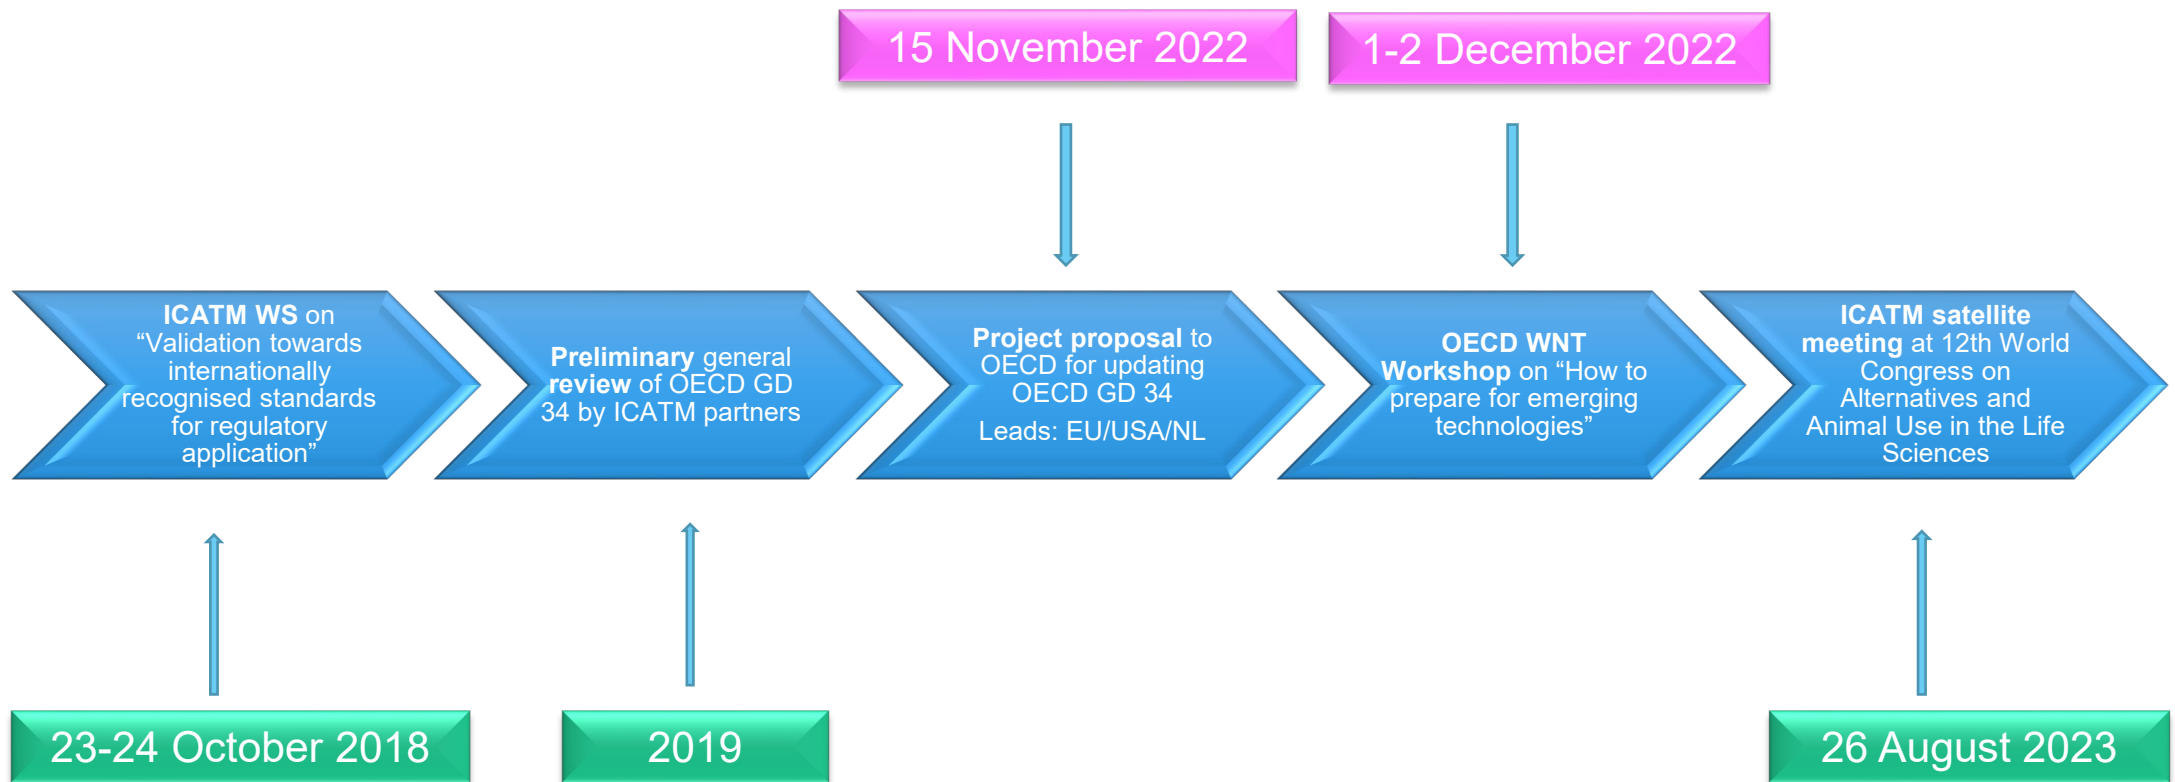 15 November 2022
1-2 December 2022
ICATM WS on
“Validation towards
internationally
recognised standards
for regulatory
application”
Preliminary general
review of OECD GD
34 by ICATM partners
Project proposal to
OECD for updating
OECD GD 34
Leads: EU/USA/NL
OECD WNT
Workshop on “How to
prepare for emerging
technologies”
ICATM satellite
meeting at 12th World
Congress on
Alternatives and
Animal Use in the Life
Sciences
23-24 October 2018
2019
26 August 2023